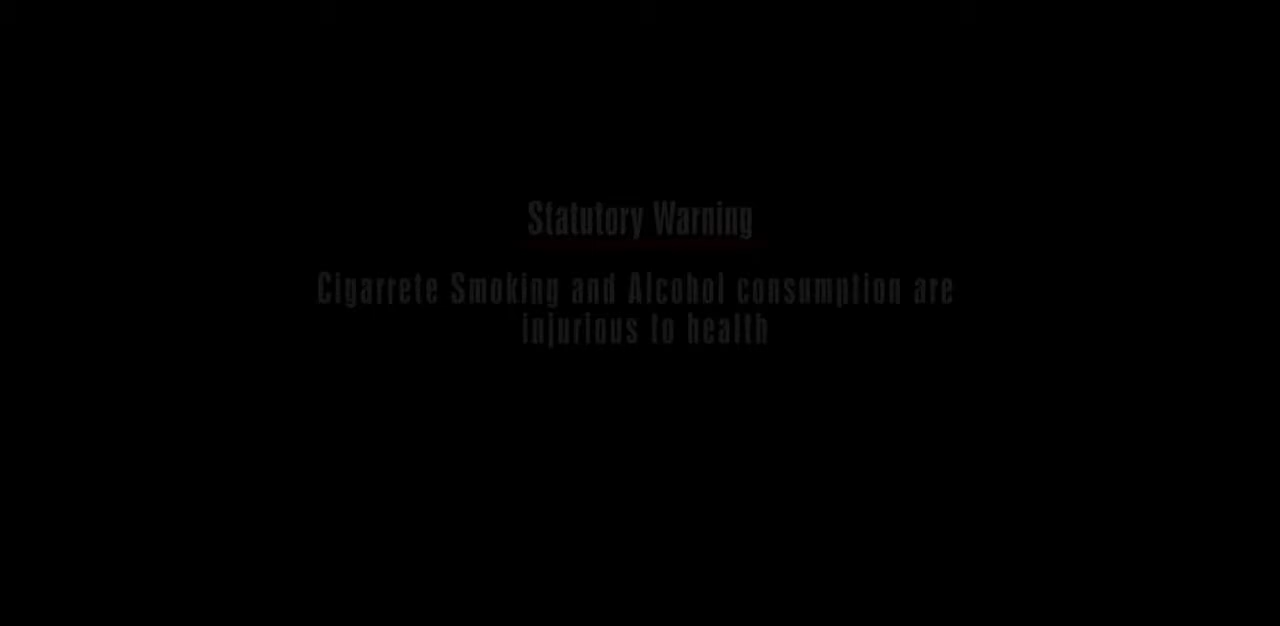 Statutory Warning
Cigarrete Smoking and Alcohol consumption are
injurious to health